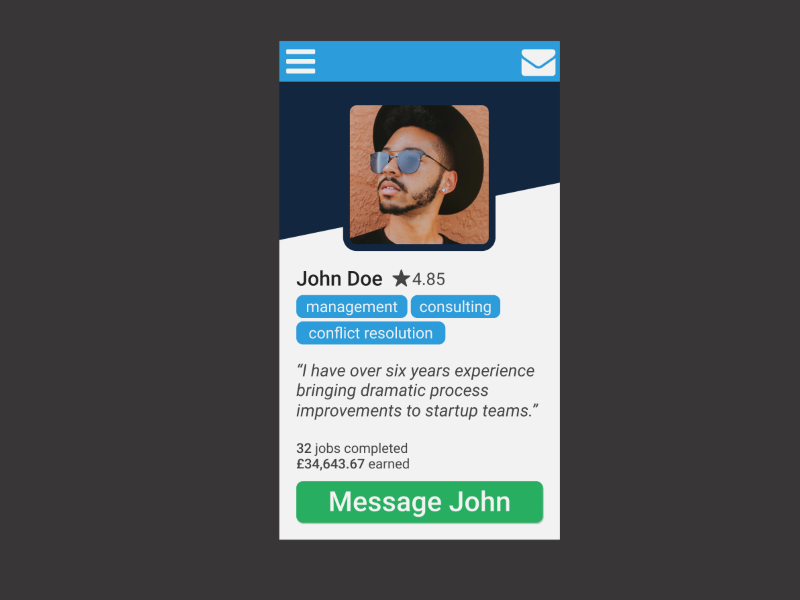 John Doe ★4.85
management consulting
conflict resolution
“I have over six years experience
bringing dramatic process
improvements to startup teams.”
32 jobs completed
£34,643.67 earned
Message John